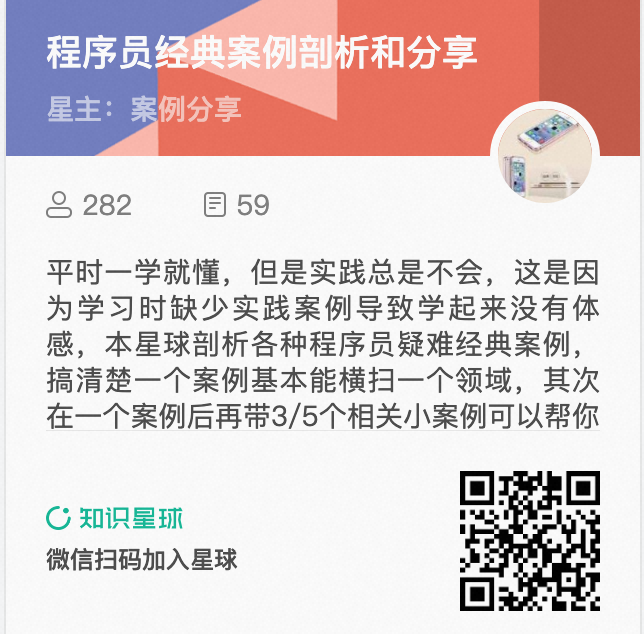 程序员经典案例剖析和分享
星主：案例分享
282 59
平时一学就懂，但是实践总是不会，这是因
为学习时缺少实践案例导致学起来没有体
感，本星球剖析各种程序员疑难经典案例，
搞清楚一个案例基本能横扫一个领域，其次
在一个案例后再带3/5个相关小案例可以帮你
知识星球
微信扫码加入星球